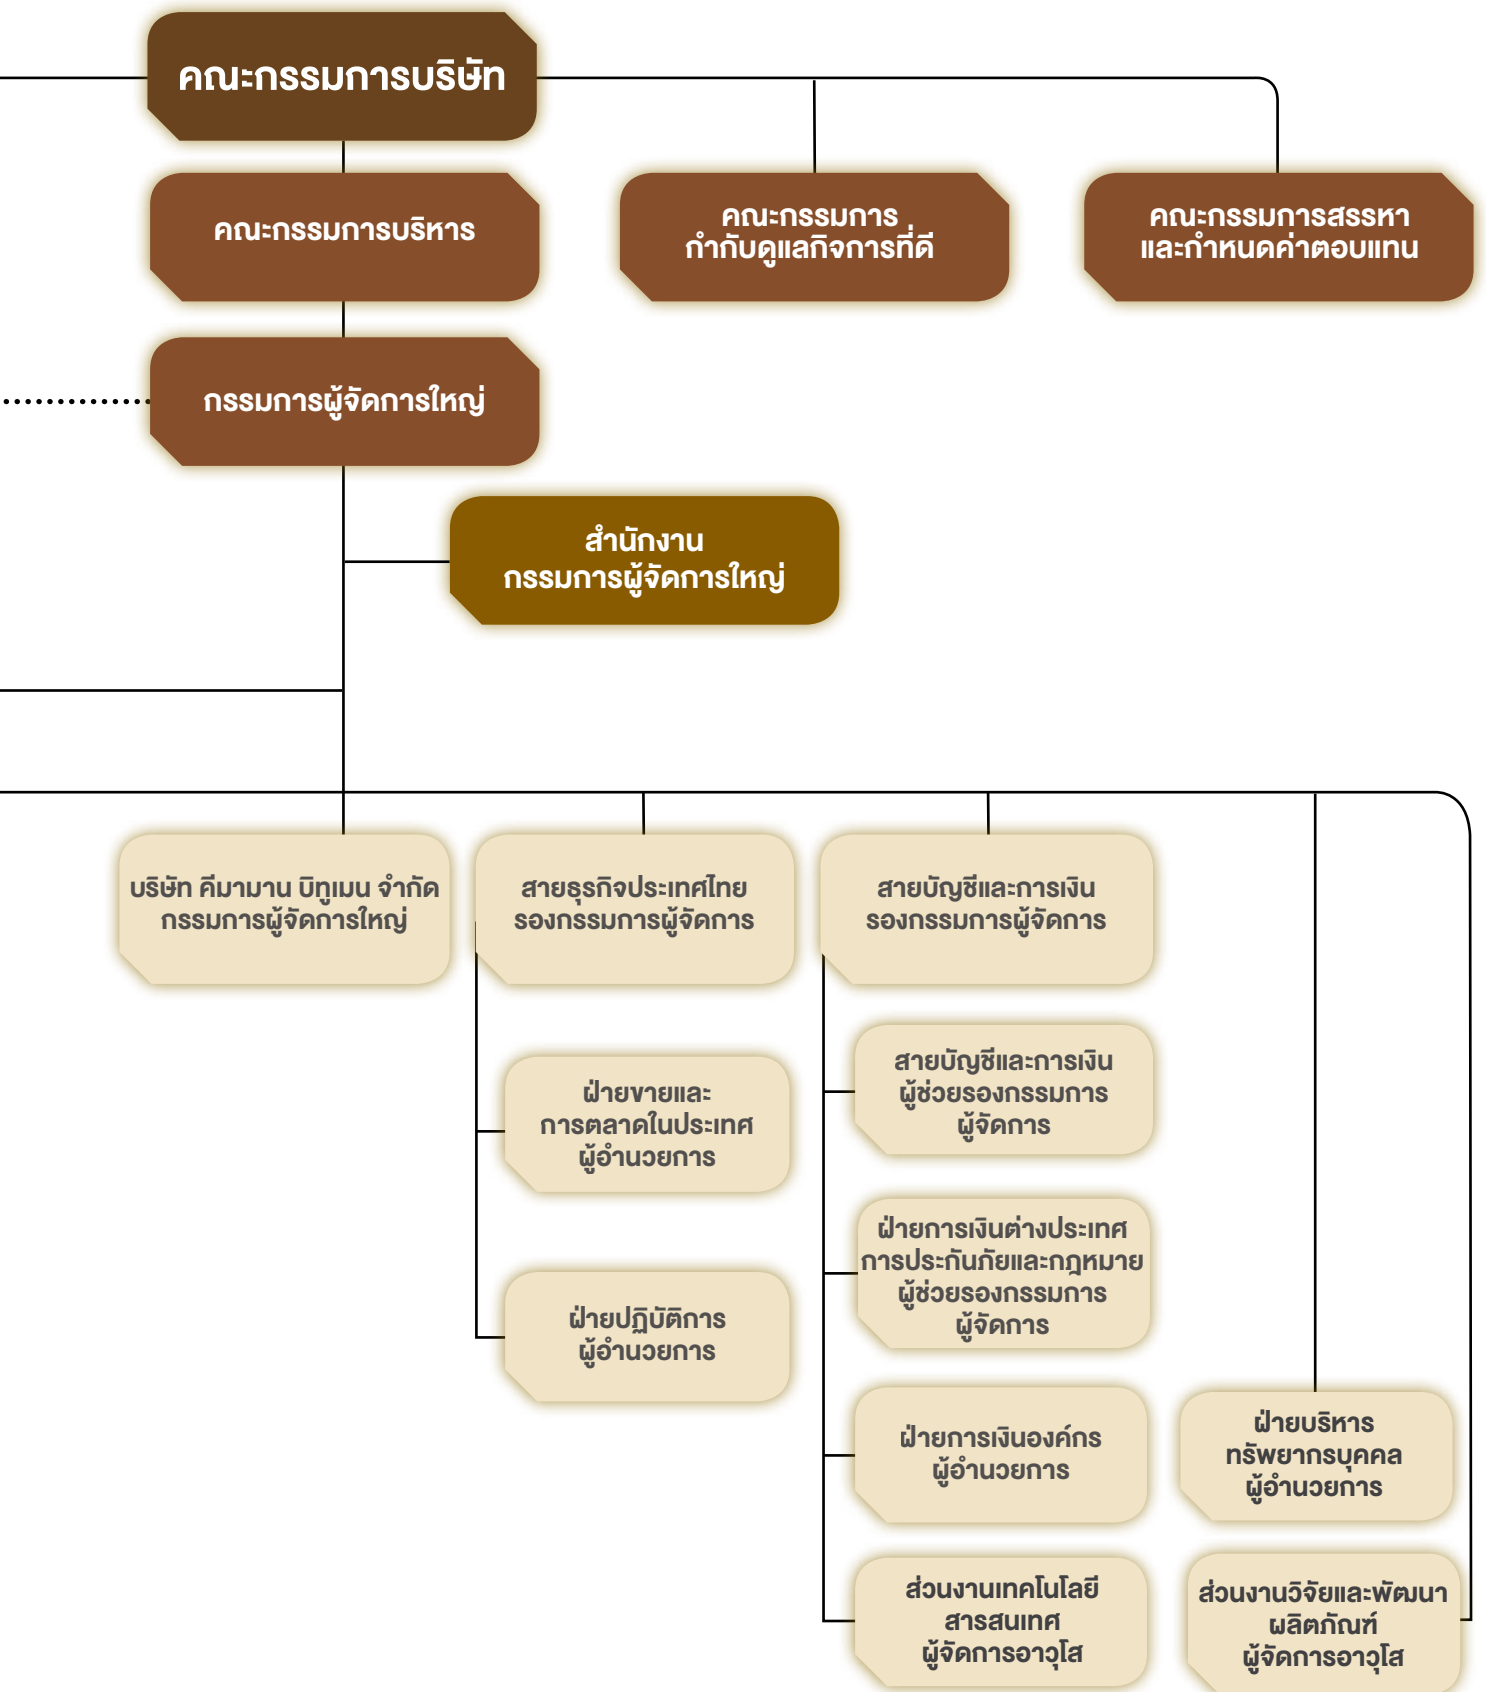 คณะกรรมการบริษัท
คณะกรรมการบริหาร
คณะกรรมการ
กำกับดูแลกิจการที่ดี
คณะกรรมการสรรหา
และกำหนดค่าตอบแทน
กรรมการผู้จัดการใหญ่
สำนักงาน
กรรมการผู้จัดการใหญ่
บริษัท คีมามาน บิทูเมน จำกัด
กรรมการผู้จัดการใหญ่
สายธุรกิจประเทศไทย
รองกรรมการผู้จัดการ
สายบัญชีและการเงิน
รองกรรมการผู้จัดการ
ฝ่ายขายและ
การตลาดในประเทศ
ผู้อำนวยการ
ฝ่ายปฏิบัติการ
ผู้อำนวยการ
สายบัญชีและการเงิน
ผู้ช่วยรองกรรมการ
ผู้จัดการ
ฝ่ายการเงินต่างประเทศ
การประกันภัยและกฎหมาย
ผู้ช่วยรองกรรมการ
ผู้จัดการ
ฝ่ายการเงินองค์กร
ผู้อำนวยการ
ส่วนงานเทคโนโลยี
สารสนเทศ
ผู้จัดการอาวุโส
ฝ่ายบริหาร
ทรัพยากรบุคคล
ผู้อำนวยการ
ส่วนงานวิจัยและพัฒนา
ผลิตภัณฑ์
ผู้จัดการอาวุโส